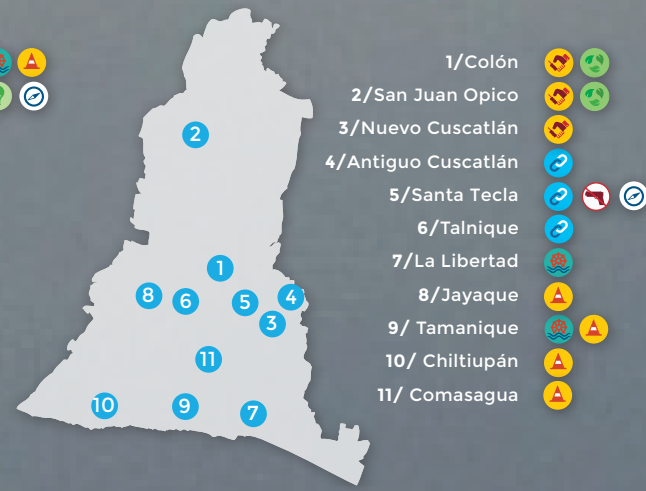 1/Colón
2/San Juan Opico
3/Nuevo Cuscatlán
4/Antiguo Cuscatlán
5/Santa Tecla
6/Talnique
7/La Libertad
8/Jayaque
9/ Tamanique
10/ Chiltiupán
11/ Comasagua
2
1
8
6
5
4
3
11
10
9
7